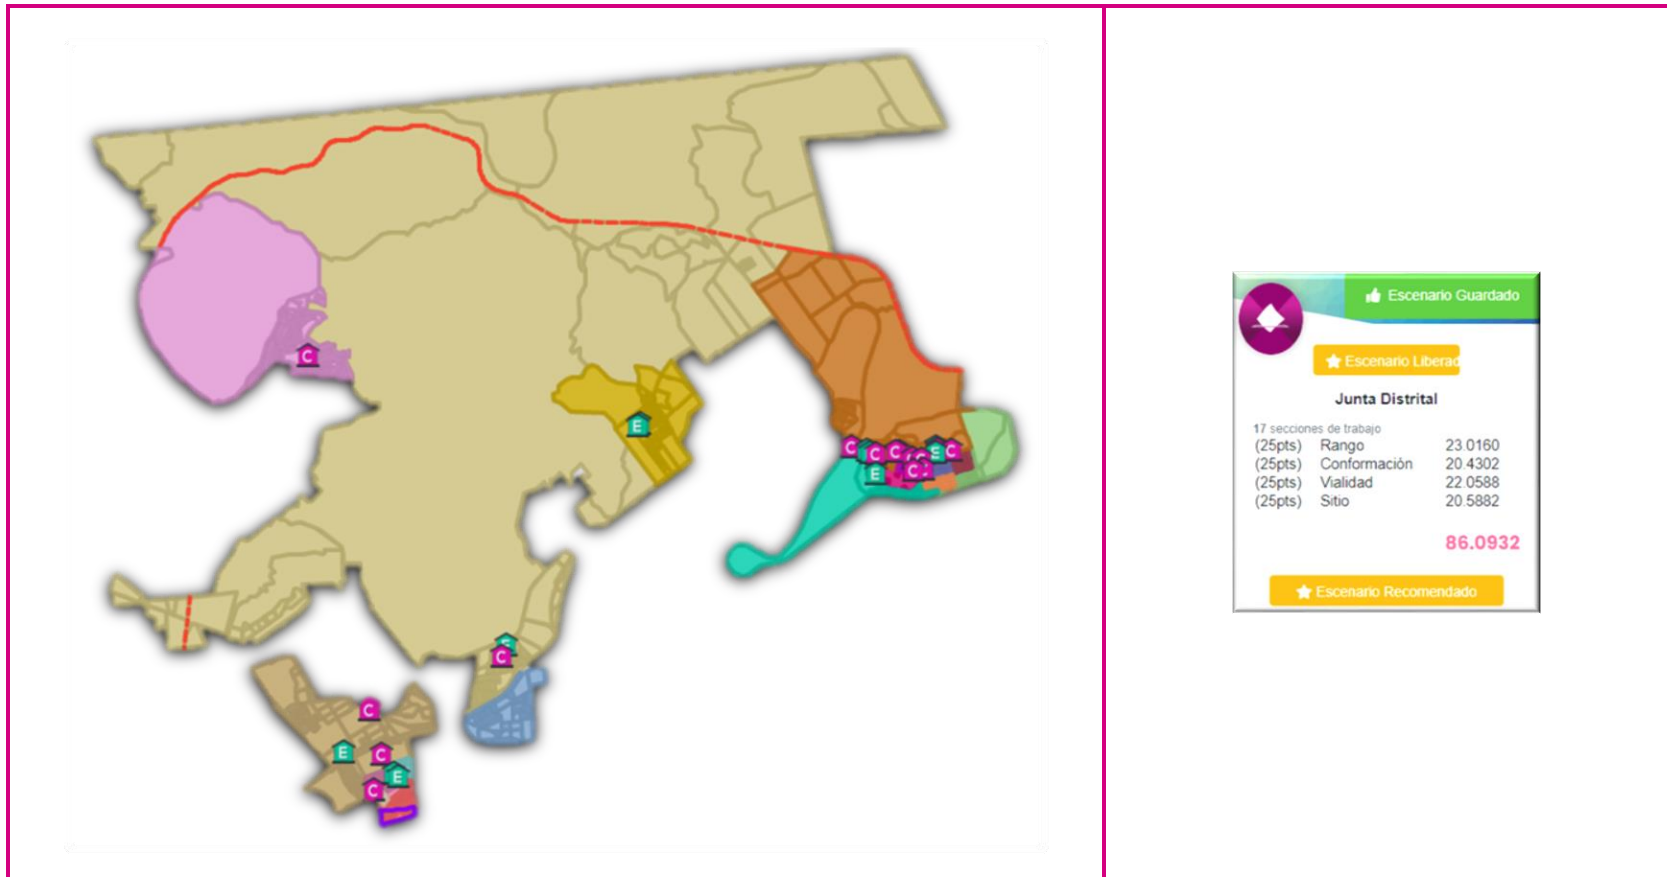 C
E
C
C
C
E
C
E
C
C
C
E
C
E
C
Escenario Guardado
Escenario Liberad
Junta Distrital
17 secciones de trabajo
(25pts) Rango 23.0160
(25pts) Conformación 20.4302
(25pts) Vialidad 22.0588
(25pts) Sitio 20.5882
86.0932
Escenario Recomendado